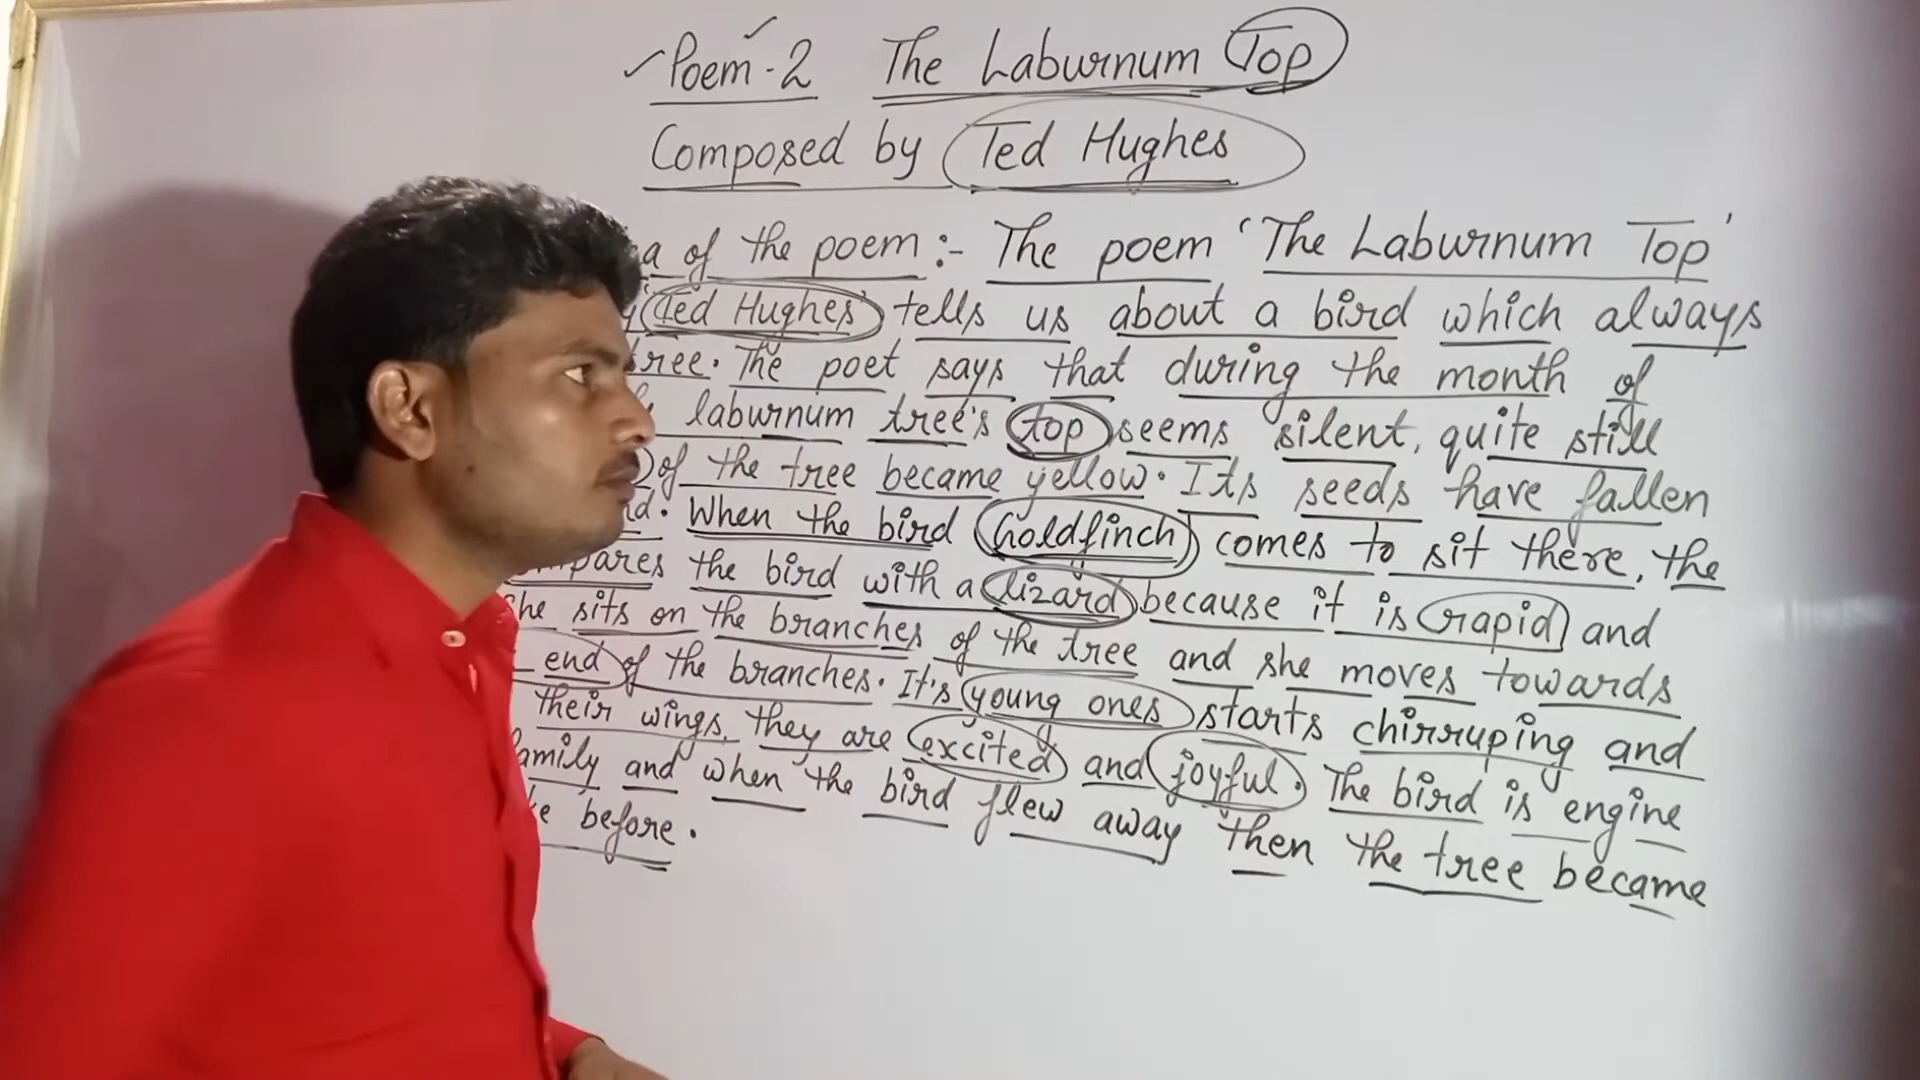 Poem-2 The Laburnum Top
Composed by Ted Hughes
of the poem :- The poem 'The Laburnum Top'
'Ted Hughes' tells us about a bird which always
tree. The poet says that during the month of
laburnum tree's top seems silent, quite still
of the tree became yellow. Its seeds have fallen
When the bird Goldfinch comes to sit there, the
compares the bird with a lizard because it is rapid and
she sits on the branches of the tree and she moves towards
end of the branches. It's young ones starts chirruping and
their wings. they are excited and joyful. The bird is engine
family and when the bird flew away then the tree became
before.